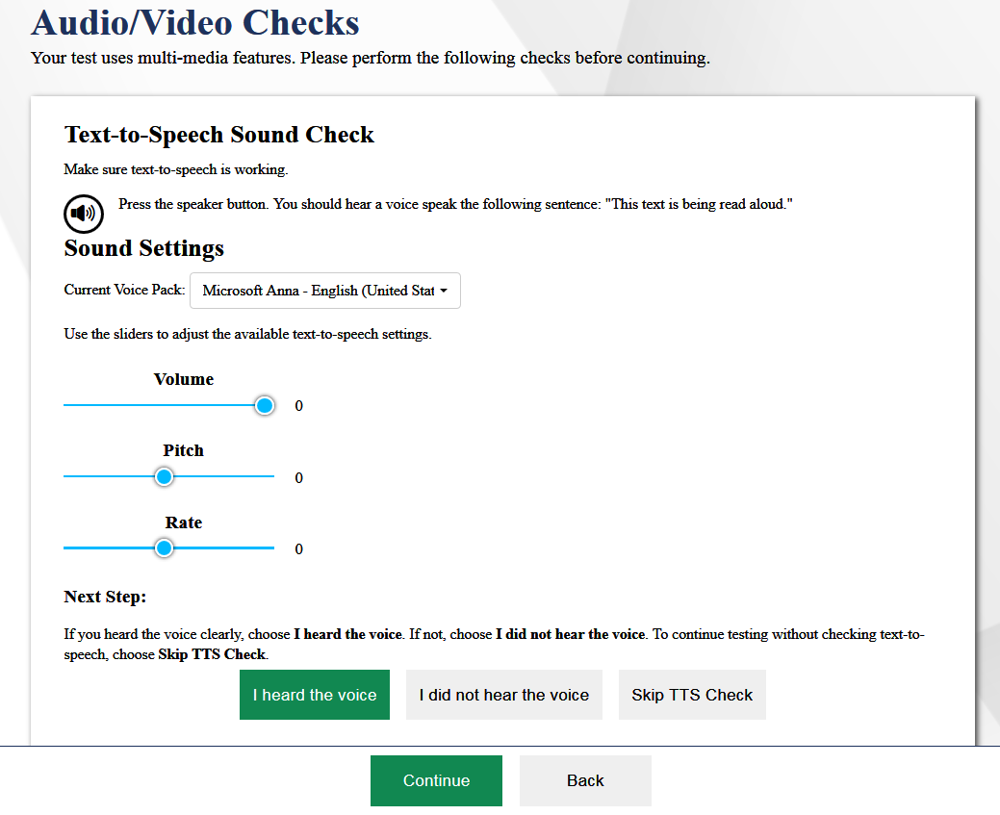 Audio/Video Checks
Your test uses multi-media features. Please perform the following checks before continuing.
Text-to-Speech Sound Check
Make sure text-to-speech is working.
Press the speaker button. You should hear a voice speak the following sentence: "This text is being read aloud."
Sound Settings
Current Voice Pack: Microsoft Anna - English (United Stat
Use the sliders to adjust the available text-to-speech settings.
Volume
0
Pitch
0
Rate
0
Next Step:
If you heard the voice clearly, choose I heard the voice. If not, choose I did not hear the voice. To continue testing without checking text-to-
speech, choose Skip TTS Check.
I heard the voice I did not hear the voice Skip TTS Check
Continue Back